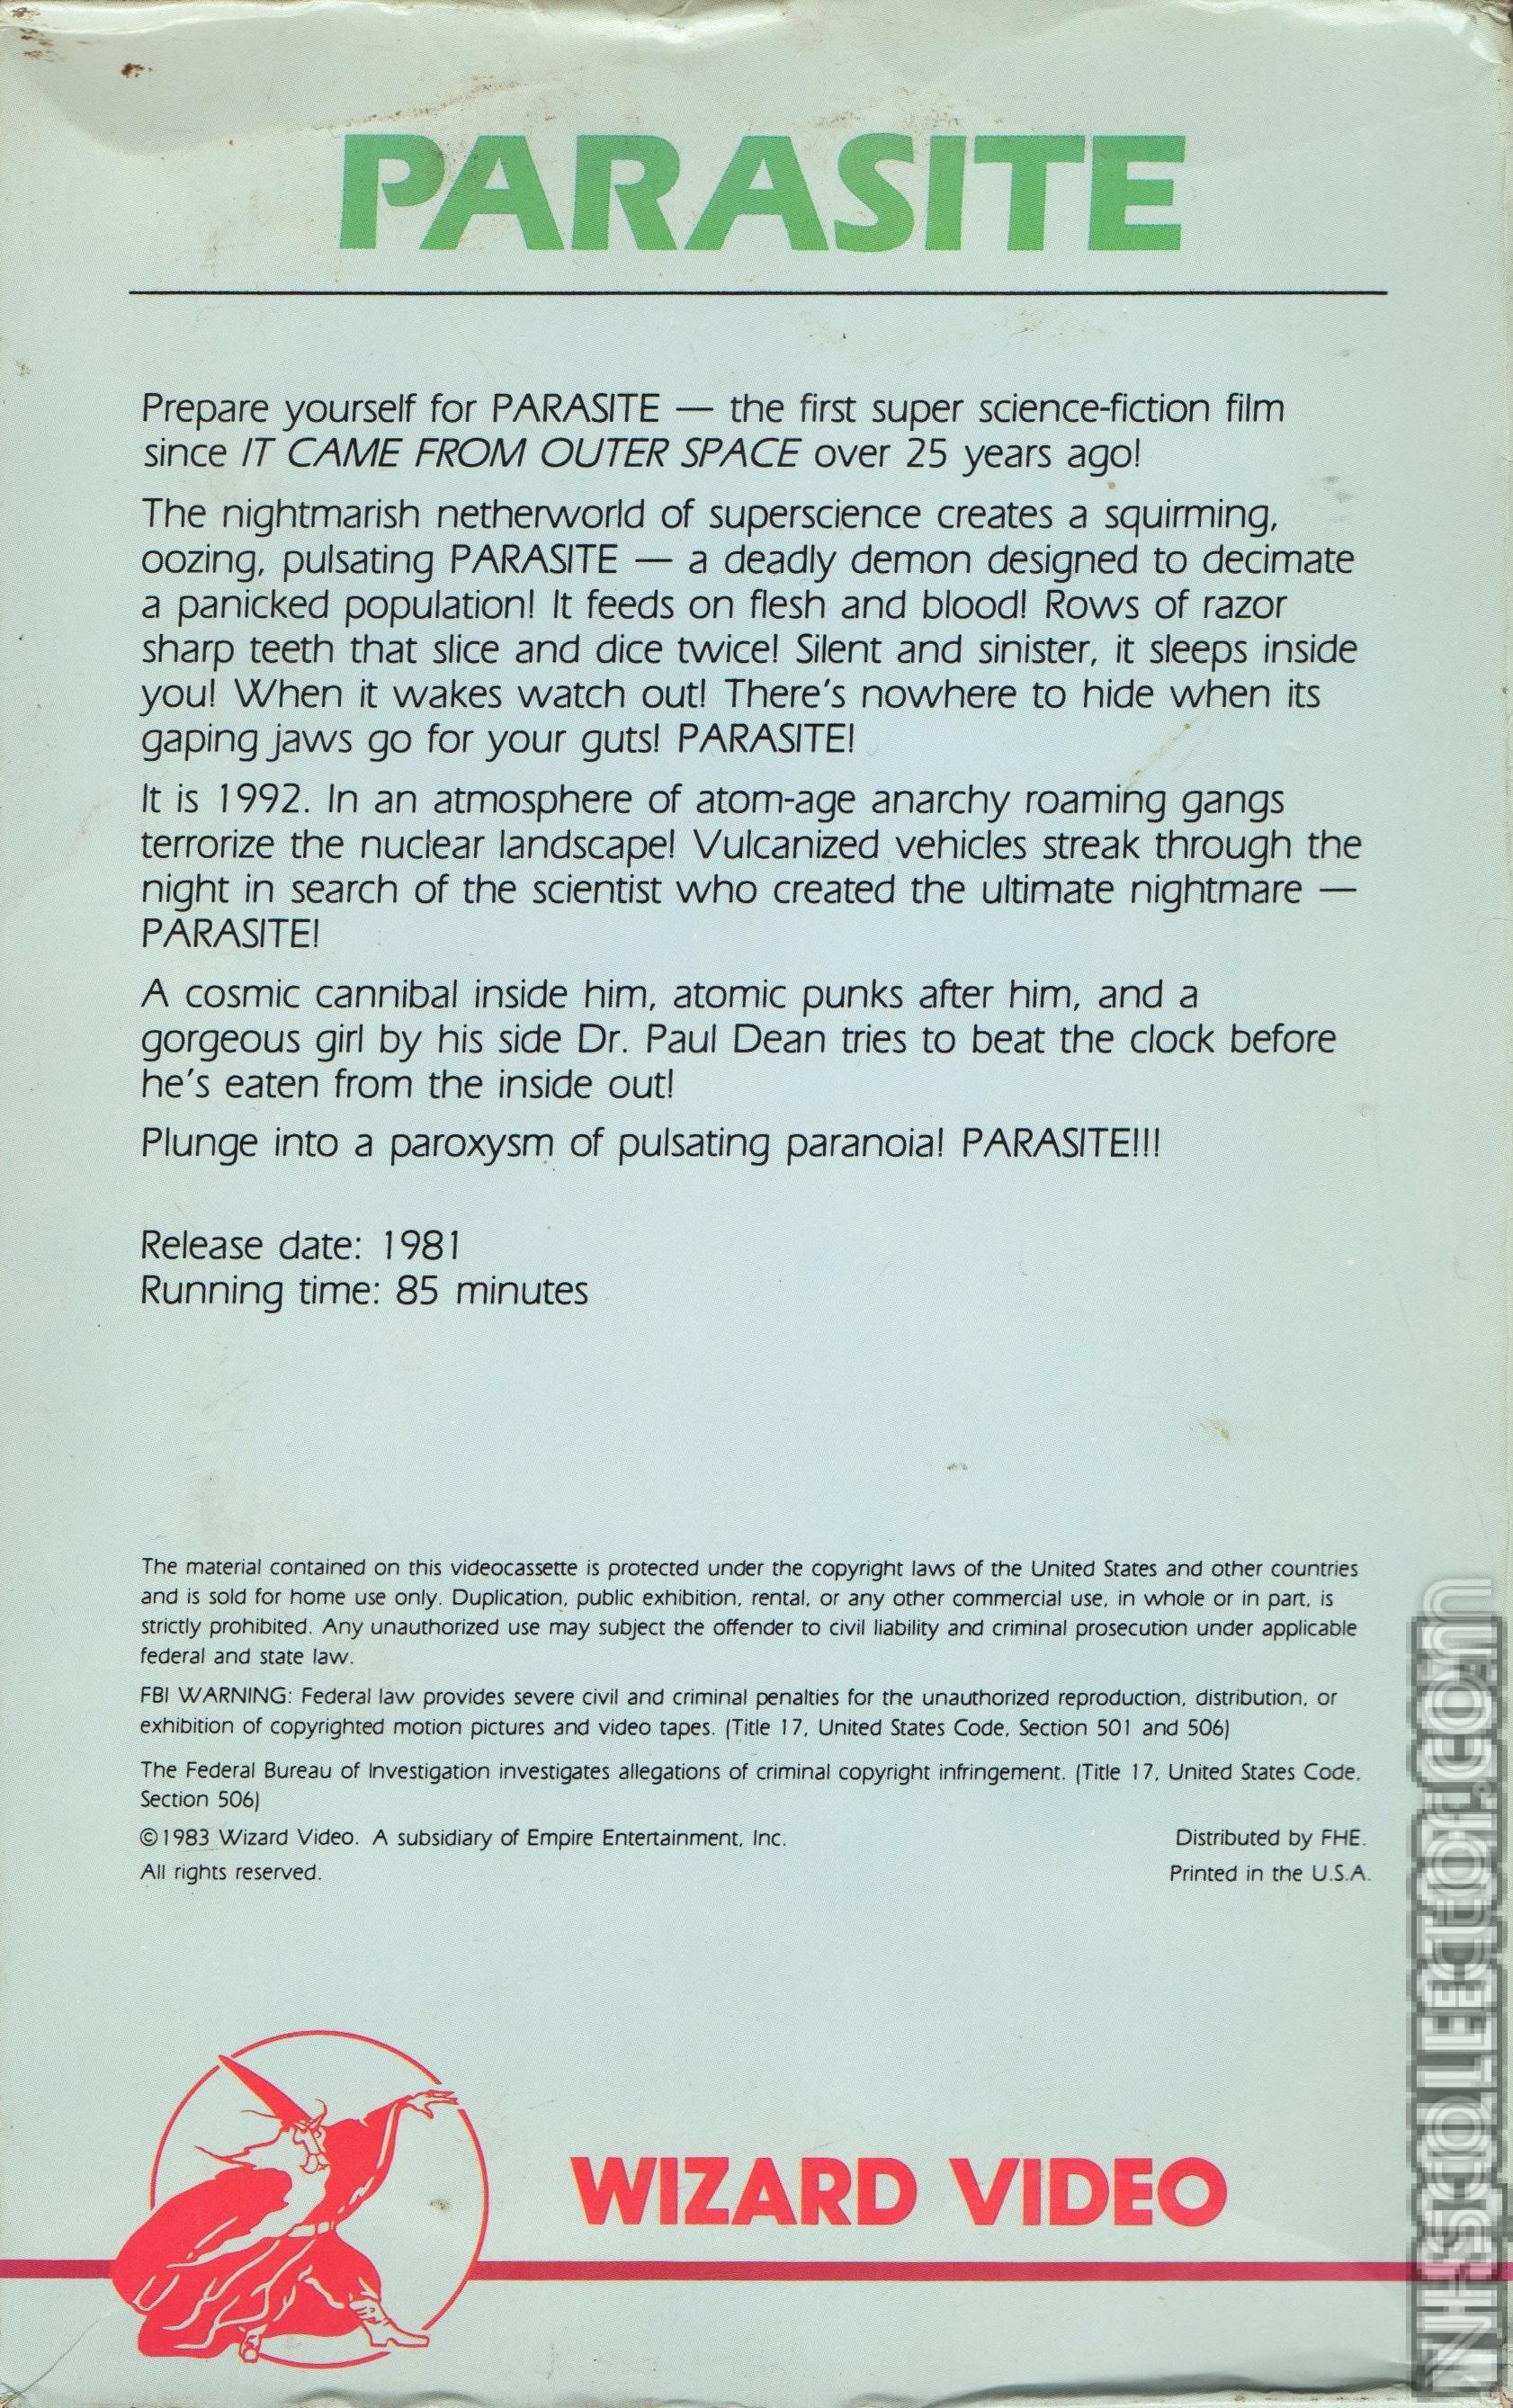 PARASITE
Prepare yourself for PARASITE — the first super science-fiction film
since IT CAME FROM OUTER SPACE over 25 years ago!
The nightmarish netherworld of superscience creates a squirming,
oozing, pulsating PARASITE — a deadly demon designed to decimate
a panicked population! It feeds on flesh and blood! Rows of razor
sharp teeth that slice and dice twice! Silent and sinister, it sleeps inside
you! When it wakes watch out! There's nowhere to hide when its
gaping jaws go for your guts! PARASITE!
It is 1992. In an atmosphere of atom-age anarchy roaming gangs
terrorize the nuclear landscape! Vulcanized vehicles streak through the
night in search of the scientist who created the ultimate nightmare —
PARASITE!
A cosmic cannibal inside him, atomic punks after him, and a
gorgeous girl by his side Dr. Paul Dean tries to beat the clock before
he's eaten from the inside out!
Plunge into a paroxysm of pulsating paranoia! PARASITE!!!
Release date: 1981
Running time: 85 minutes
The material contained on this videocassette is protected under the copyright laws of the United States and other countries
and is sold for home use only. Duplication, public exhibition, rental, or any other commercial use, in whole or in part, is
strictly prohibited. Any unauthorized use may subject the offender to civil liability and criminal prosecution under applicable
federal and state law.
FBI WARNING: Federal law provides severe civil and criminal penalties for the unauthorized reproduction, distribution, or
exhibition of copyrighted motion pictures and video tapes. (Title 17, United States Code, Section 501 and 506)
The Federal Bureau of Investigation investigates allegations of criminal copyright infringement. (Title 17, United States Code,
Section 506)
©1983 Wizard Video. A subsidiary of Empire Entertainment, Inc.
Distributed by FHE.
All rights reserved.
Printed in the U.S.A.
WIZARD VIDEO
VHSCOLLECTOR.com